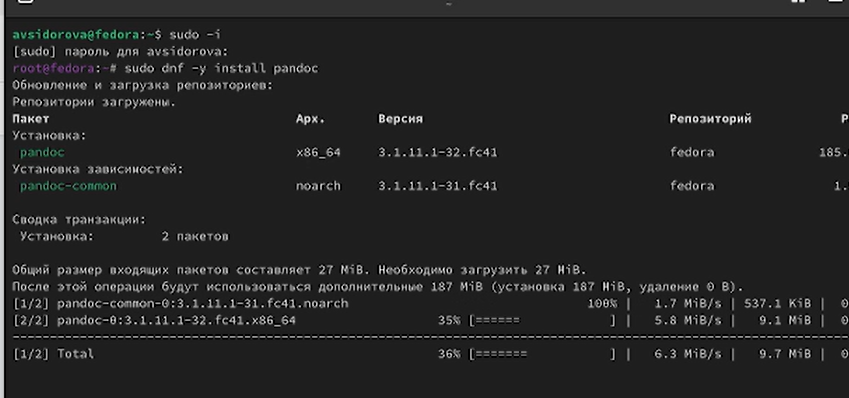 avsidorova@fedora:~$ sudo -i
[sudo] пароль для avsidorova:
root@fedora:~# sudo dnf -y install pandoc
Обновление и загрузка репозиториев:
Репозитории загружены.
Пакет Арх. Версия Репозиторий Р
Установка:
pandoc x86_64 3.1.11.1-32.fc41 fedora 185.
Установка зависимостей:
pandoc-common noarch 3.1.11.1-31.fc41 fedora 1.
Сводка транзакции:
Установка: 2 пакетов
Общий размер входящих пакетов составляет 27 MiB. Необходимо загрузить 27 MiB.
После этой операции будут использоваться дополнительные 187 MiB (установка 187 MiB, удаление 0 B).
[1/2] pandoc-common-0:3.1.11.1-31.fc41.noarch 100% | 1.7 MiB/s | 537.1 KiB | 0
[2/2] pandoc-0:3.1.11.1-32.fc41.x86_64 35% [====== ] | 5.8 MiB/s | 9.1 MiB | 0
--------------------------------------------------------------------------------
[1/2] Total 36% [======= ] | 6.3 MiB/s | 9.7 MiB | 0